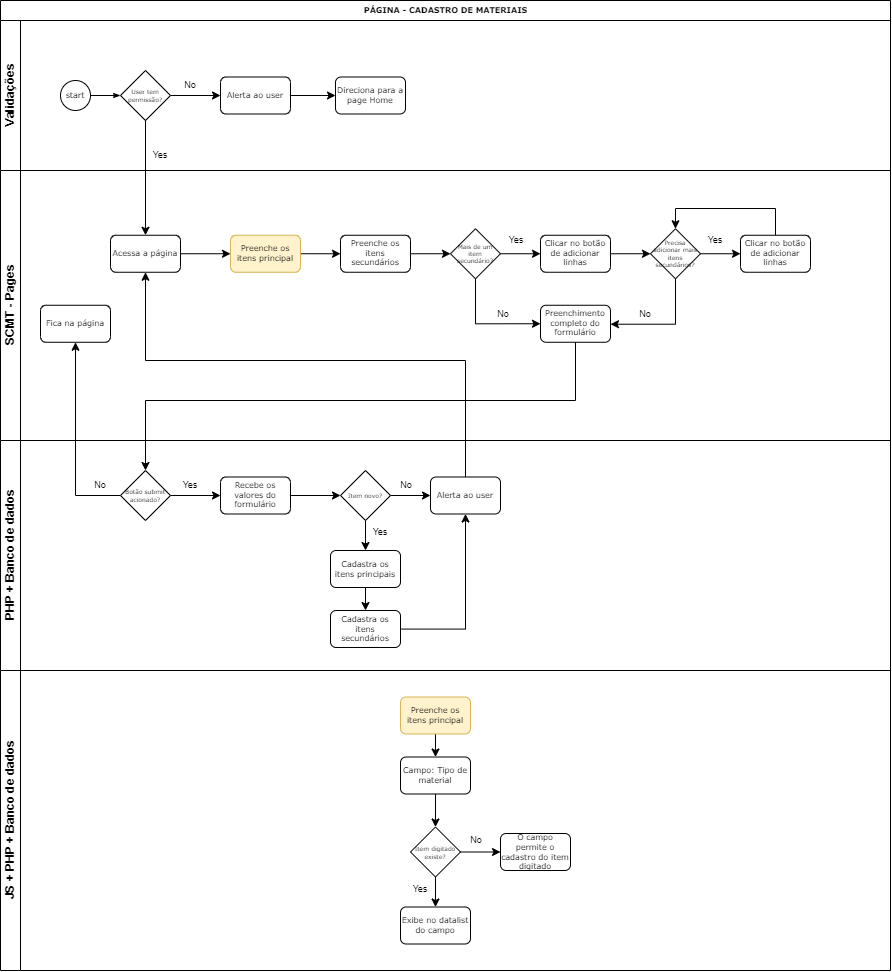 PÁGINA - CADASTRO DE MATERIAIS
Validações
start
User tem
permissão?
No
Alerta ao user
Direciona para a
page Home
Yes
SCMT - Pages
Acessa a página
Preenche os
itens principal
Preenche os
itens
secundários
Mais de um
item
secundário?
Yes
Clicar no botão
de adicionar
linhas
Precisa
adicionar mais
itens
secundários?
Yes
Clicar no botão
de adicionar
linhas
Fica na página
No
Preenchimento
completo do
formulário
No
PHP + Banco de dados
No
Botão submit
acionado?
Yes
Recebe os
valores do
formulário
Item novo?
No
Alerta ao user
Yes
Cadastra os
itens principais
Cadastra os
itens
secundários
JS + PHP + Banco de dados
Preenche os
itens principal
Campo: Tipo de
material
Item digitado
existe?
No
O campo
permite o
cadastro do item
digitado
Yes
Exibe no datalist
do campo